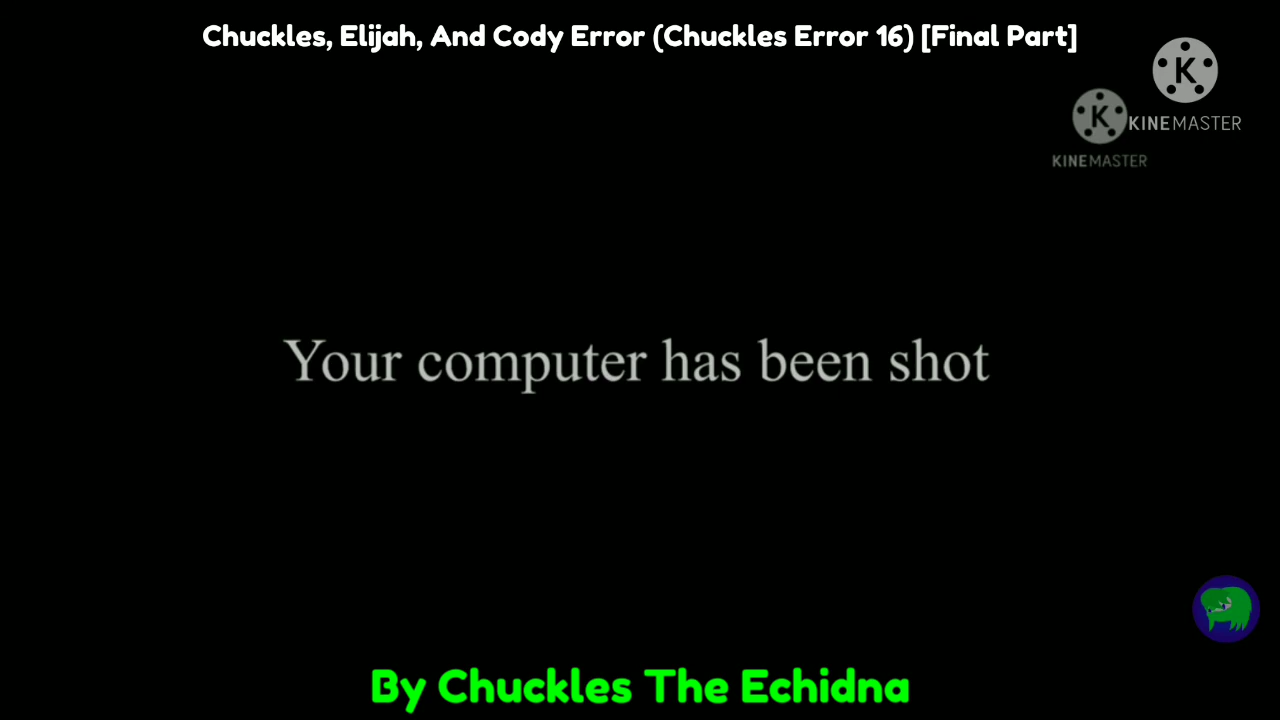 Chuckles, Elijah, And Cody Error (Chuckles Error 16) [Final Part]
K
KINEMASTER
K
KINEMASTER
Your computer has been shot
By Chuckles The Echidna